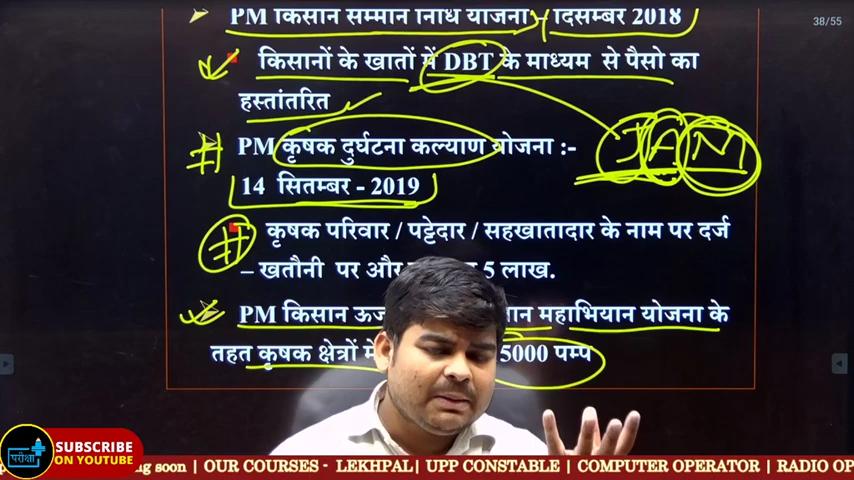 PM किसान सम्मान निधि योजना – दिसम्बर 2018
38/55
किसानों के खातों में DBT के माध्यम से पैसो का
हस्तांतरित
PM कृषक दुर्घटना कल्याण योजना :-
JAM
14 सितम्बर - 2019
# कृषक परिवार / पट्टेदार / सहखातादार के नाम पर दर्ज
– खतौनी पर और 5 लाख.
PM किसान महाभियान योजना के
तहत कृषक क्षेत्रों 5000 पम्प
परीक्षा
SUBSCRIBE
ON YOUTUBE
ng soon | OUR COURSES - LEKHPAL| UPP CONSTABLE | COMPUTER OPERATOR | RADIO OP